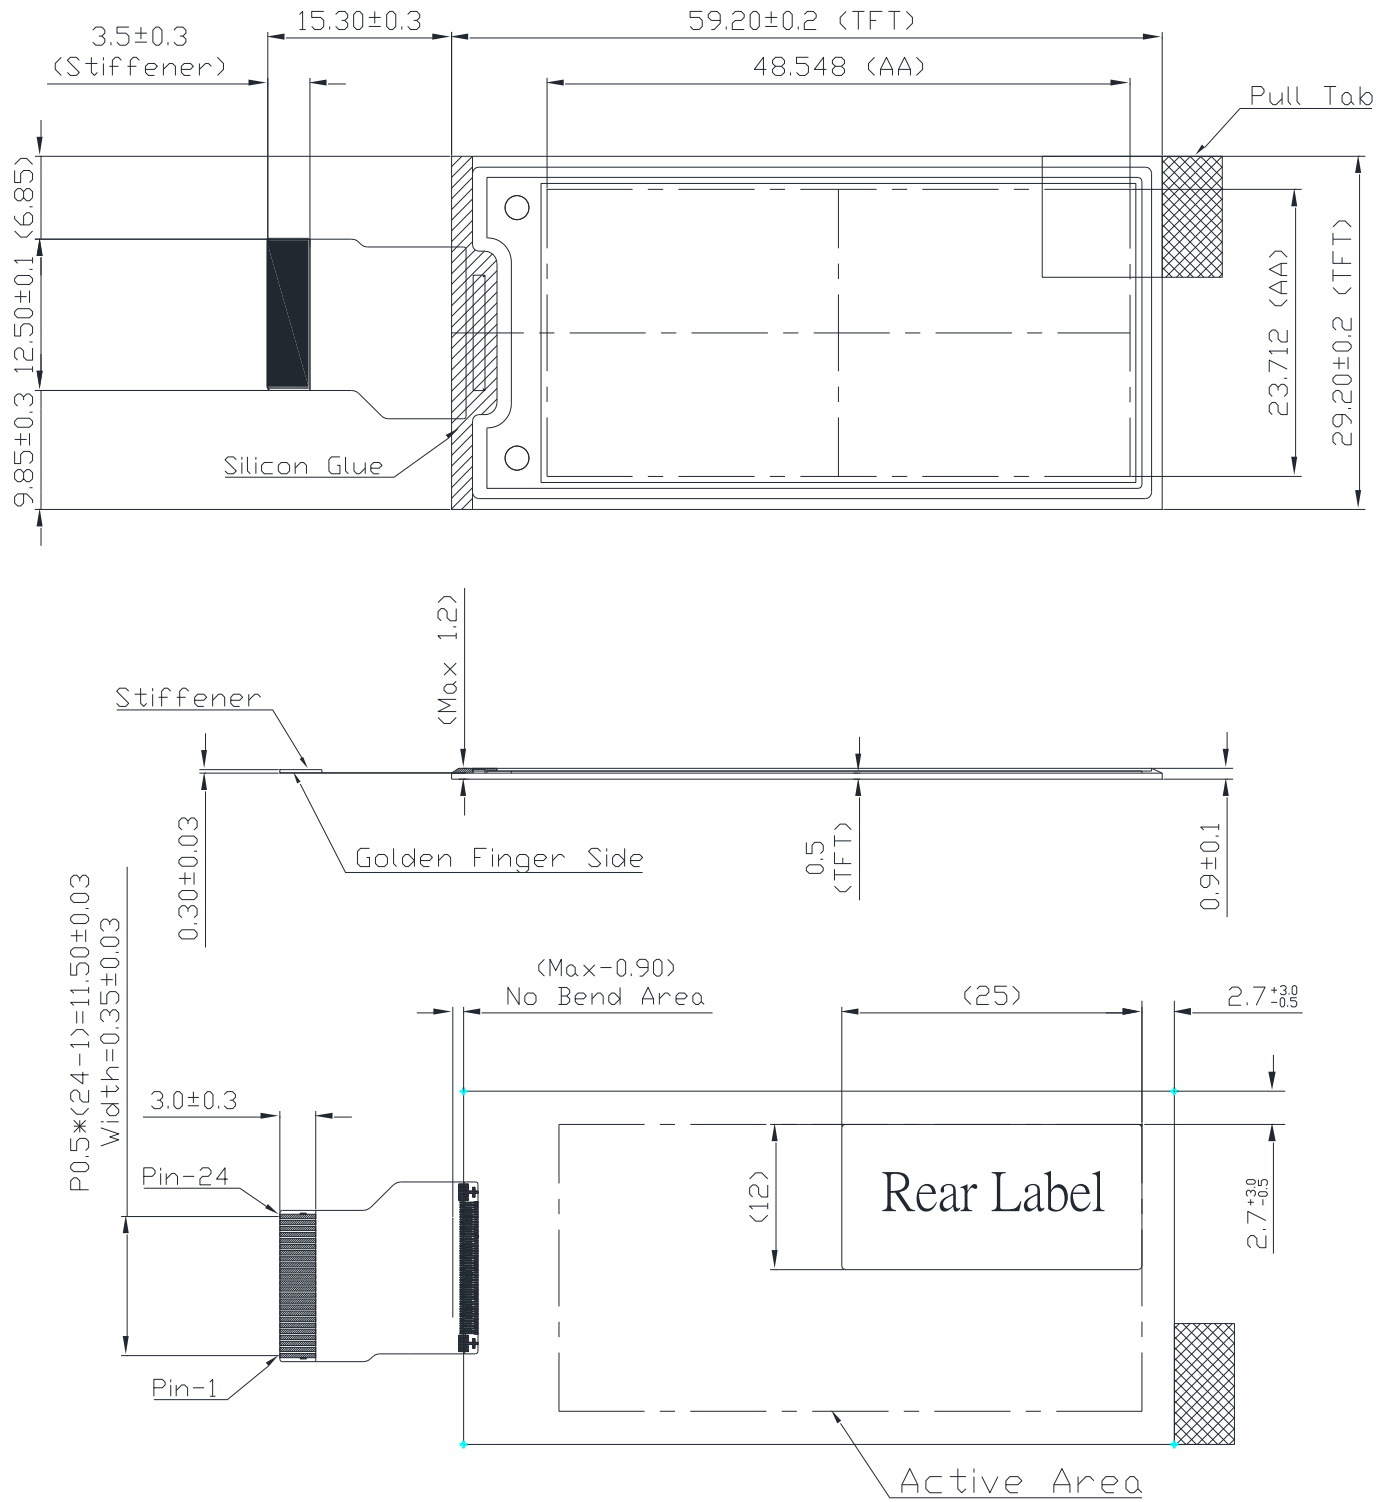 59.20±0.2 (TFT)
15.30±0.3
3.5±0.3
(Stiffener)
48.548 (AA)
Pull Tab
(6.85)
12.50±0.1
9.85±0.3
23.712 (AA)
29.20±0.2 (TFT)
Silicon Glue
(Max 1.2)
Stiffener
0.30±0.03
Golden Finger Side
0.5
(TFT)
0.9±0.1
P0.5*(24-1)=11.50±0.03
Width=0.35±0.03
(Max-0.90)
No Bend Area
(25)
2.7+3.0
-0.5
3.0±0.3
Pin-24
(12)
Rear Label
2.7+3.0
-0.5
Pin-1
Active Area